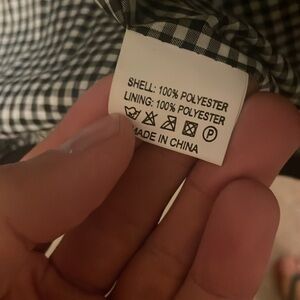 SHELL: 100% POLYESTER
LINING: 100% POLYESTER
P
MADE IN CHINA